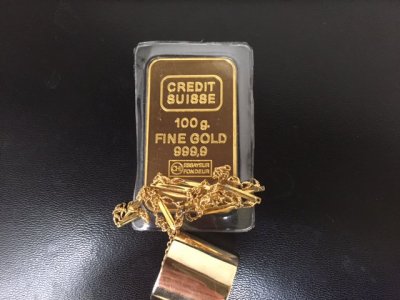 CREDIT
SUISSE
100 g.
FINE GOLD
999,9
ESSAYEUR
FONDEUR